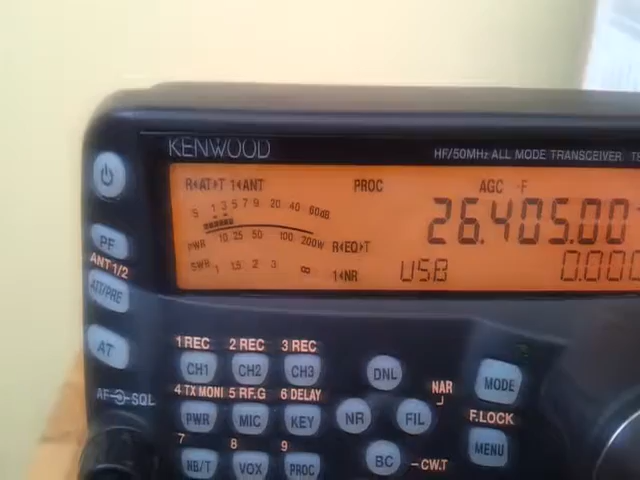 KENWOOD
HF/50MHz ALL MODE TRANSCEIVER
R◄AT►T 1◄ANT PROC AGC F
S 1 3 5 7 9 20 40 60dB
26.405.00
PWR 10 25 50 100 200W R◄EQ►T
SWR 1 1.5 2 3 ∞ 1◄NR USB 0.000
PF
ANT 1/2
ATT/PRE
AT
AF SQL
1 REC 2 REC 3 REC
CH1 CH2 CH3 DNL MODE
4 TX MONI 5 RF.G 6 DELAY NAR
PWR MIC KEY NR FIL F.LOCK
MENU
7 8 9
NB/T VOX PROC BC CW.T